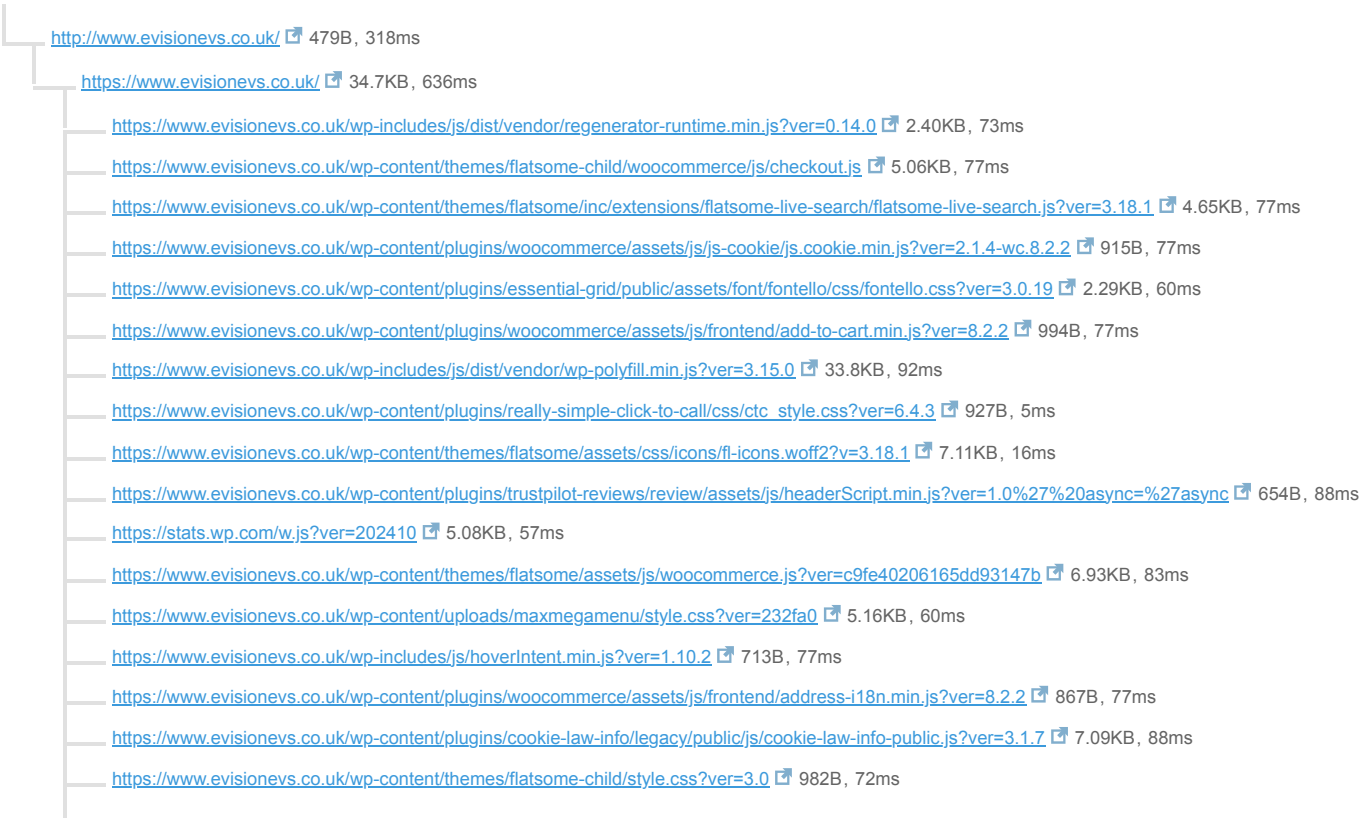 http://www.evisionevs.co.uk/ 479B, 318ms
https://www.evisionevs.co.uk/ 34.7KB, 636ms
https://www.evisionevs.co.uk/wp-includes/js/dist/vendor/regenerator-runtime.min.js?ver=0.14.0 2.40KB, 73ms
https://www.evisionevs.co.uk/wp-content/themes/flatsome-child/woocommerce/js/checkout.js 5.06KB, 77ms
https://www.evisionevs.co.uk/wp-content/themes/flatsome/inc/extensions/flatsome-live-search/flatsome-live-search.js?ver=3.18.1 4.65KB, 77ms
https://www.evisionevs.co.uk/wp-content/plugins/woocommerce/assets/js/js-cookie/js.cookie.min.js?ver=2.1.4-wc.8.2.2 915B, 77ms
https://www.evisionevs.co.uk/wp-content/plugins/essential-grid/public/assets/font/fontello/css/fontello.css?ver=3.0.19 2.29KB, 60ms
https://www.evisionevs.co.uk/wp-content/plugins/woocommerce/assets/js/frontend/add-to-cart.min.js?ver=8.2.2 994B, 77ms
https://www.evisionevs.co.uk/wp-includes/js/dist/vendor/wp-polyfill.min.js?ver=3.15.0 33.8KB, 92ms
https://www.evisionevs.co.uk/wp-content/plugins/really-simple-click-to-call/css/ctc_style.css?ver=6.4.3 927B, 5ms
https://www.evisionevs.co.uk/wp-content/themes/flatsome/assets/css/icons/fl-icons.woff2?v=3.18.1 7.11KB, 16ms
https://www.evisionevs.co.uk/wp-content/plugins/trustpilot-reviews/review/assets/js/headerScript.min.js?ver=1.0%27%20async=%27async 654B, 88ms
https://stats.wp.com/w.js?ver=202410 5.08KB, 57ms
https://www.evisionevs.co.uk/wp-content/themes/flatsome/assets/js/woocommerce.js?ver=c9fe40206165dd93147b 6.93KB, 83ms
https://www.evisionevs.co.uk/wp-content/uploads/maxmegamenu/style.css?ver=232fa0 5.16KB, 60ms
https://www.evisionevs.co.uk/wp-includes/js/hoverIntent.min.js?ver=1.10.2 713B, 77ms
https://www.evisionevs.co.uk/wp-content/plugins/woocommerce/assets/js/frontend/address-i18n.min.js?ver=8.2.2 867B, 77ms
https://www.evisionevs.co.uk/wp-content/plugins/cookie-law-info/legacy/public/js/cookie-law-info-public.js?ver=3.1.7 7.09KB, 88ms
https://www.evisionevs.co.uk/wp-content/themes/flatsome-child/style.css?ver=3.0 982B, 72ms